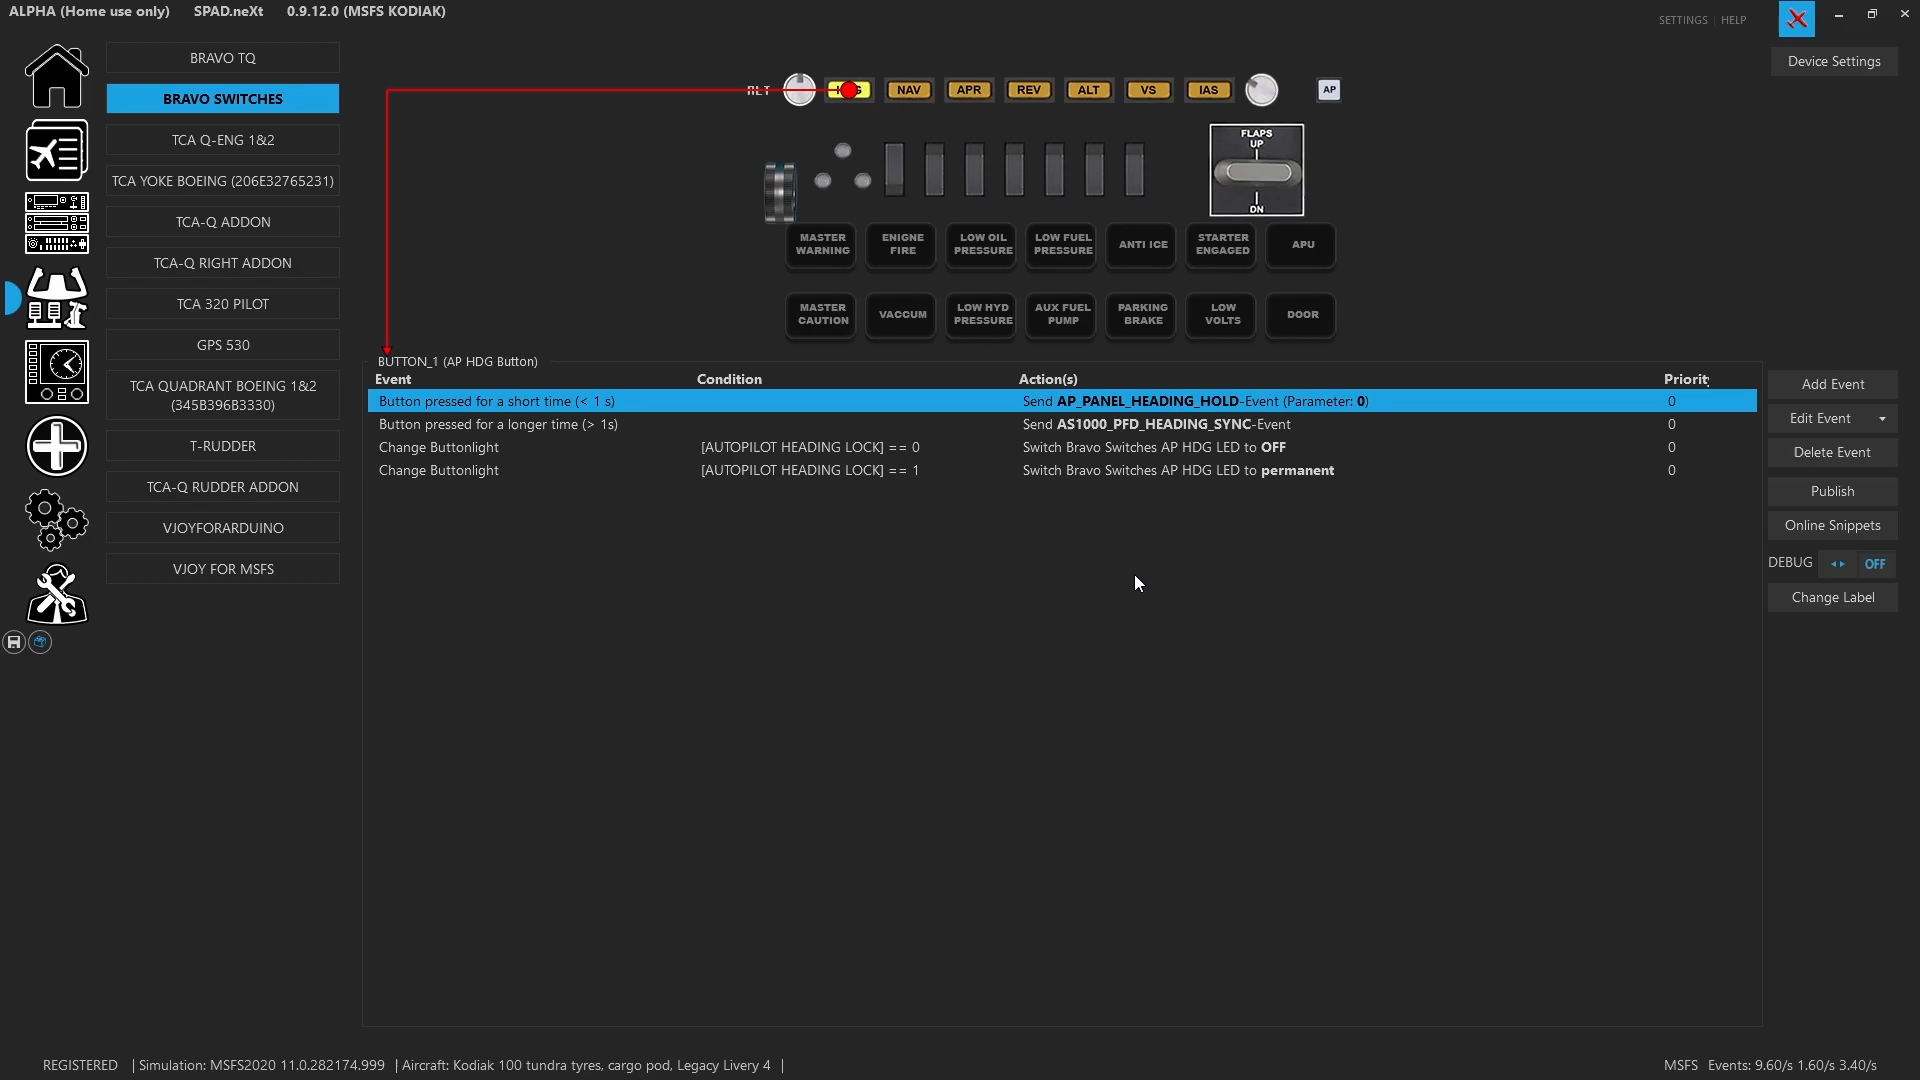 ALPHA (Home use only) SPAD.neXt 0.9.12.0 (MSFS KODIAK)
SETTINGS | HELP
Device Settings
BRAVO TQ
BRAVO SWITCHES
TCA Q-ENG 1&2
TCA YOKE BOEING (206E32765231)
TCA-Q ADDON
TCA-Q RIGHT ADDON
TCA 320 PILOT
GPS 530
TCA QUADRANT BOEING 1&2
(345B396B3330)
T-RUDDER
TCA-Q RUDDER ADDON
VJOYFORARDUINO
VJOY FOR MSFS
ALT NAV APR REV ALT VS IAS AP
FLAPS
UP
DN
MASTER
WARNING
ENIGNE
FIRE
LOW OIL
PRESSURE
LOW FUEL
PRESSURE
ANTI ICE
STARTER
ENGAGED
APU
MASTER
CAUTION
VACCUM
LOW HYD
PRESSURE
AUX FUEL
PUMP
PARKING
BRAKE
LOW
VOLTS
DOOR
BUTTON_1 (AP HDG Button)
Event Condition Action(s) Priority
Button pressed for a short time (< 1 s) Send AP_PANEL_HEADING_HOLD-Event (Parameter: 0) 0
Button pressed for a longer time (> 1s) Send AS1000_PFD_HEADING_SYNC-Event 0
Change Buttonlight [AUTOPILOT HEADING LOCK] == 0 Switch Bravo Switches AP HDG LED to OFF 0
Change Buttonlight [AUTOPILOT HEADING LOCK] == 1 Switch Bravo Switches AP HDG LED to permanent 0
Add Event
Edit Event
Delete Event
Publish
Online Snippets
DEBUG OFF
Change Label
REGISTERED | Simulation: MSFS2020 11.0.282174.999 | Aircraft: Kodiak 100 tundra tyres, cargo pod, Legacy Livery 4 |
MSFS Events: 9.60/s 1.60/s 3.40/s